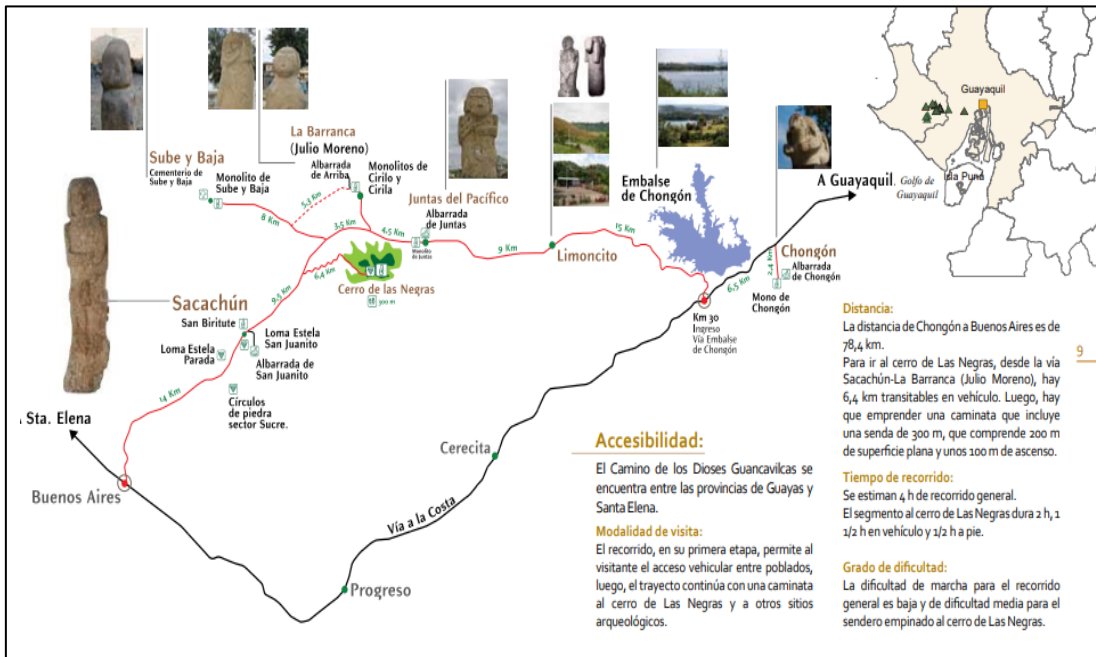 Sube y Baja
Cementerio de
Sube y Baja
Monolito de
Sube y Baja
8 Km
La Barranca
(Julio Moreno)
Albarrada
de Arriba
Monolitos de
Cirilo y
Cirila
5,3 Km
3,5 Km
4,5 Km
Juntas del Pacífico
Albarrada
de Juntas
Monolito
de Juntas
9 Km
Limoncito
15 Km
Embalse
de Chongón
A Guayaquil.
Chongón
Albarrada
de Chongón
2,4 Km
Mono de
Chongón
6,5 Km
Km 30
Ingreso
Vía Embalse
de Chongón
6,4 Km
Cerro de las Negras
300 m
9,5 Km
Sacachún
San Biritute
Loma Estela
San Juanito
Loma Estela
Parada
Albarrada de
San Juanito
Círculos
de piedra
sector Sucre.
14 Km
Sta. Elena
Buenos Aires
Progreso
Vía a la Costa
Cerecita
Guayaquil
Isla Puná
Golfo de
Guayaquil
Accesibilidad:
El Camino de los Dioses Guancavilcas se
encuentra entre las provincias de Guayas y
Santa Elena.
Modalidad de visita:
El recorrido, en su primera etapa, permite al
visitante el acceso vehicular entre poblados,
luego, el trayecto continúa con una caminata
al cerro de Las Negras y a otros sitios
arqueológicos.
Distancia:
La distancia de Chongón a Buenos Aires es de
78,4 km.
Para ir al cerro de Las Negras, desde la vía
Sacachún-La Barranca (Julio Moreno), hay
6,4 km transitables en vehículo. Luego, hay
que emprender una caminata que incluye
una senda de 300 m, que comprende 200 m
de superficie plana y unos 100 m de ascenso.
Tiempo de recorrido:
Se estiman 4 h de recorrido general.
El segmento al cerro de Las Negras dura 2 h, 1
1/2 h en vehículo y 1/2 h a pie.
Grado de dificultad:
La dificultad de marcha para el recorrido
general es baja y de dificultad media para el
sendero empinado al cerro de Las Negras.
9